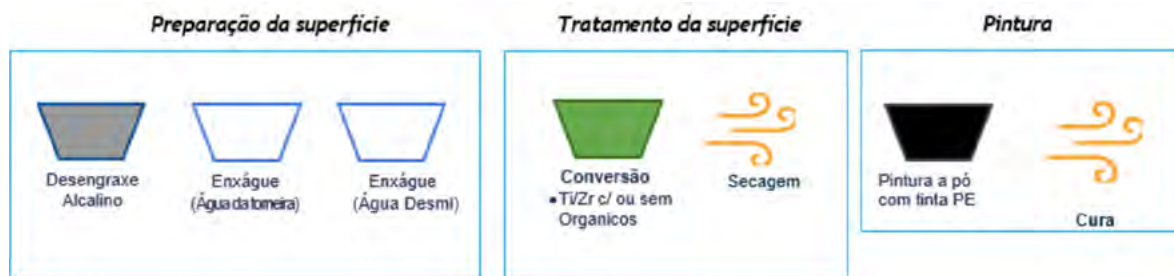 Preparação da superfície
Tratamento da superfície
Pintura
Desengraxe
Alcalino
Enxágue
(Água da torneira)
Enxágue
(Água Desmi)
Conversão
▪Ti/Zr c/ ou sem
Organicos
Secagem
Pintura a pó
com tinta PE
Cura